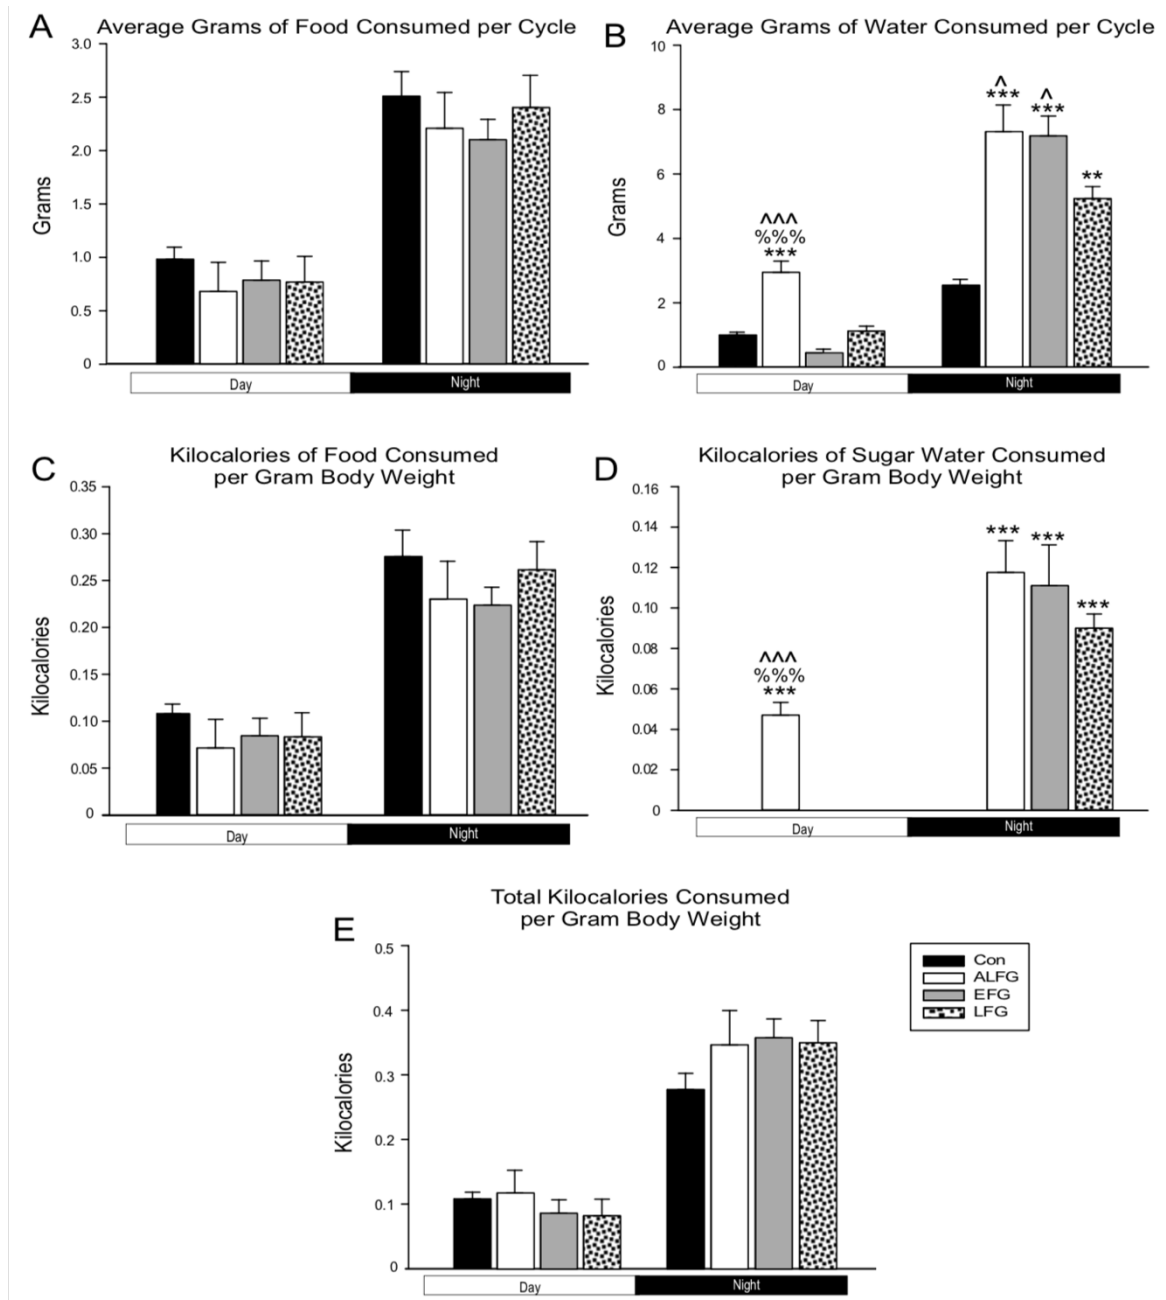 A
Average Grams of Food Consumed per Cycle
3.0
2.5
2.0
1.5
1.0
0.5
0
Grams
Day
Night
B
Average Grams of Water Consumed per Cycle
10
8
6
4
2
0
Grams
^^^
%%%
***
^
***
^
***
**
Day
Night
C
Kilocalories of Food Consumed
per Gram Body Weight
0.35
0.30
0.25
0.20
0.15
0.10
0.05
0
Kilocalories
Day
Night
D
Kilocalories of Sugar Water Consumed
per Gram Body Weight
0.16
0.14
0.12
0.10
0.08
0.06
0.04
0.02
0
Kilocalories
^^^
%%%
***
***
***
***
Day
Night
E
Total Kilocalories Consumed
per Gram Body Weight
0.5
0.4
0.3
0.2
0.1
0
Kilocalories
Day
Night
Con
ALFG
EFG
LFG